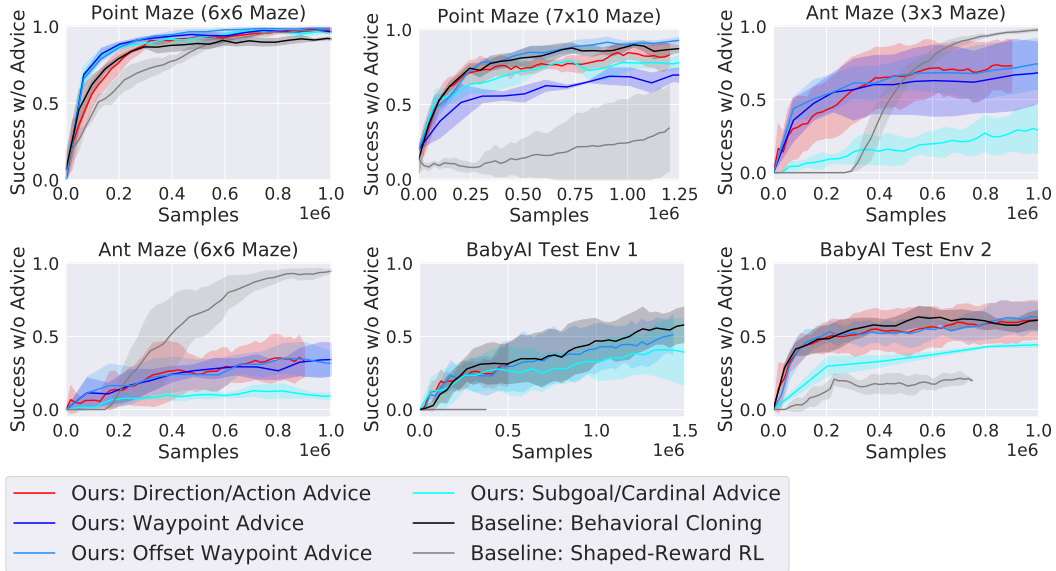 Point Maze (6x6 Maze)
Success w/o Advice
1.0
0.5
0.0
0.0 0.2 0.4 0.6 0.8 1.0
Samples
1e6
Point Maze (7x10 Maze)
Success w/o Advice
1.0
0.5
0.0
0.00 0.25 0.50 0.75 1.00 1.25
Samples
1e6
Ant Maze (3x3 Maze)
Success w/o Advice
1.0
0.5
0.0
0.0 0.2 0.4 0.6 0.8 1.0
Samples
1e6
Ant Maze (6x6 Maze)
Success w/o Advice
1.0
0.5
0.0
0.0 0.2 0.4 0.6 0.8 1.0
Samples
1e6
BabyAI Test Env 1
Success w/o Advice
1.0
0.5
0.0
0.0 0.5 1.0 1.5
Samples
1e6
BabyAI Test Env 2
Success w/o Advice
1.0
0.5
0.0
0.0 0.2 0.4 0.6 0.8 1.0
Samples
1e6
Ours: Direction/Action Advice
Ours: Waypoint Advice
Ours: Offset Waypoint Advice
Ours: Subgoal/Cardinal Advice
Baseline: Behavioral Cloning
Baseline: Shaped-Reward RL